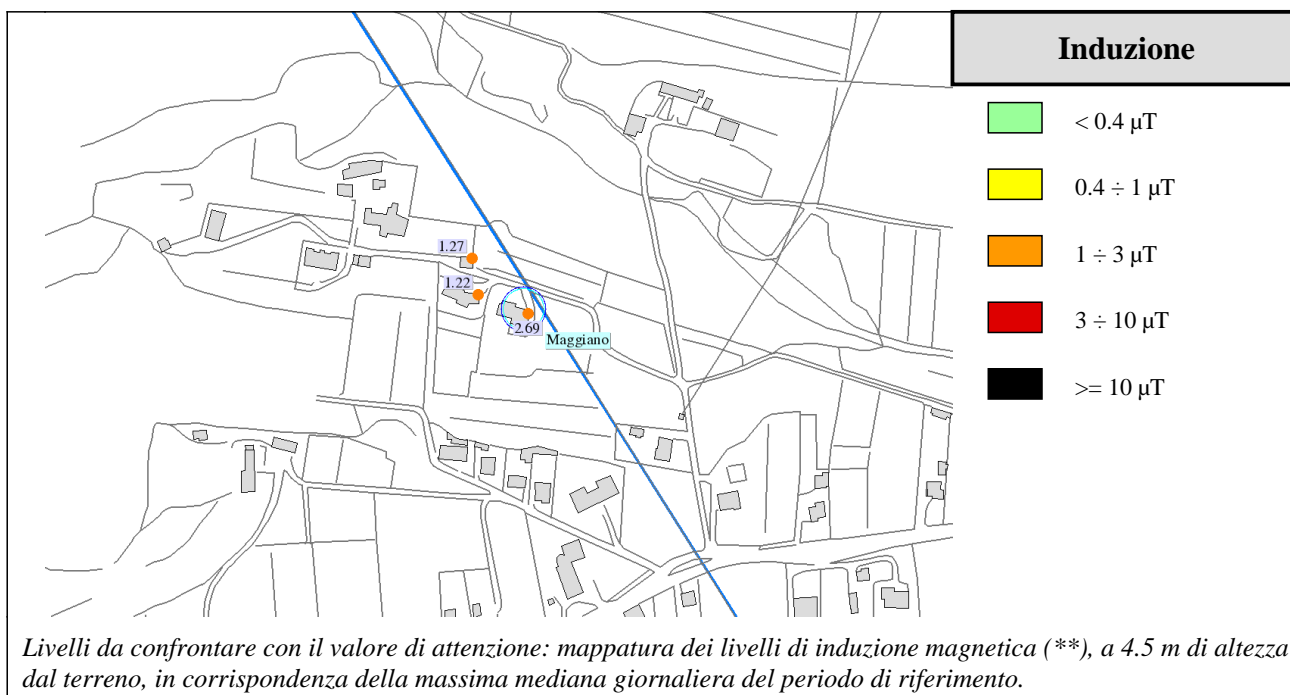 Induzione
< 0.4 µT
0.4 ÷ 1 µT
1 ÷ 3 µT
3 ÷ 10 µT
>= 10 µT
1.27
1.22
2.69
Maggiano
Livelli da confrontare con il valore di attenzione: mappatura dei livelli di induzione magnetica (**), a 4.5 m di altezza
dal terreno, in corrispondenza della massima mediana giornaliera del periodo di riferimento.